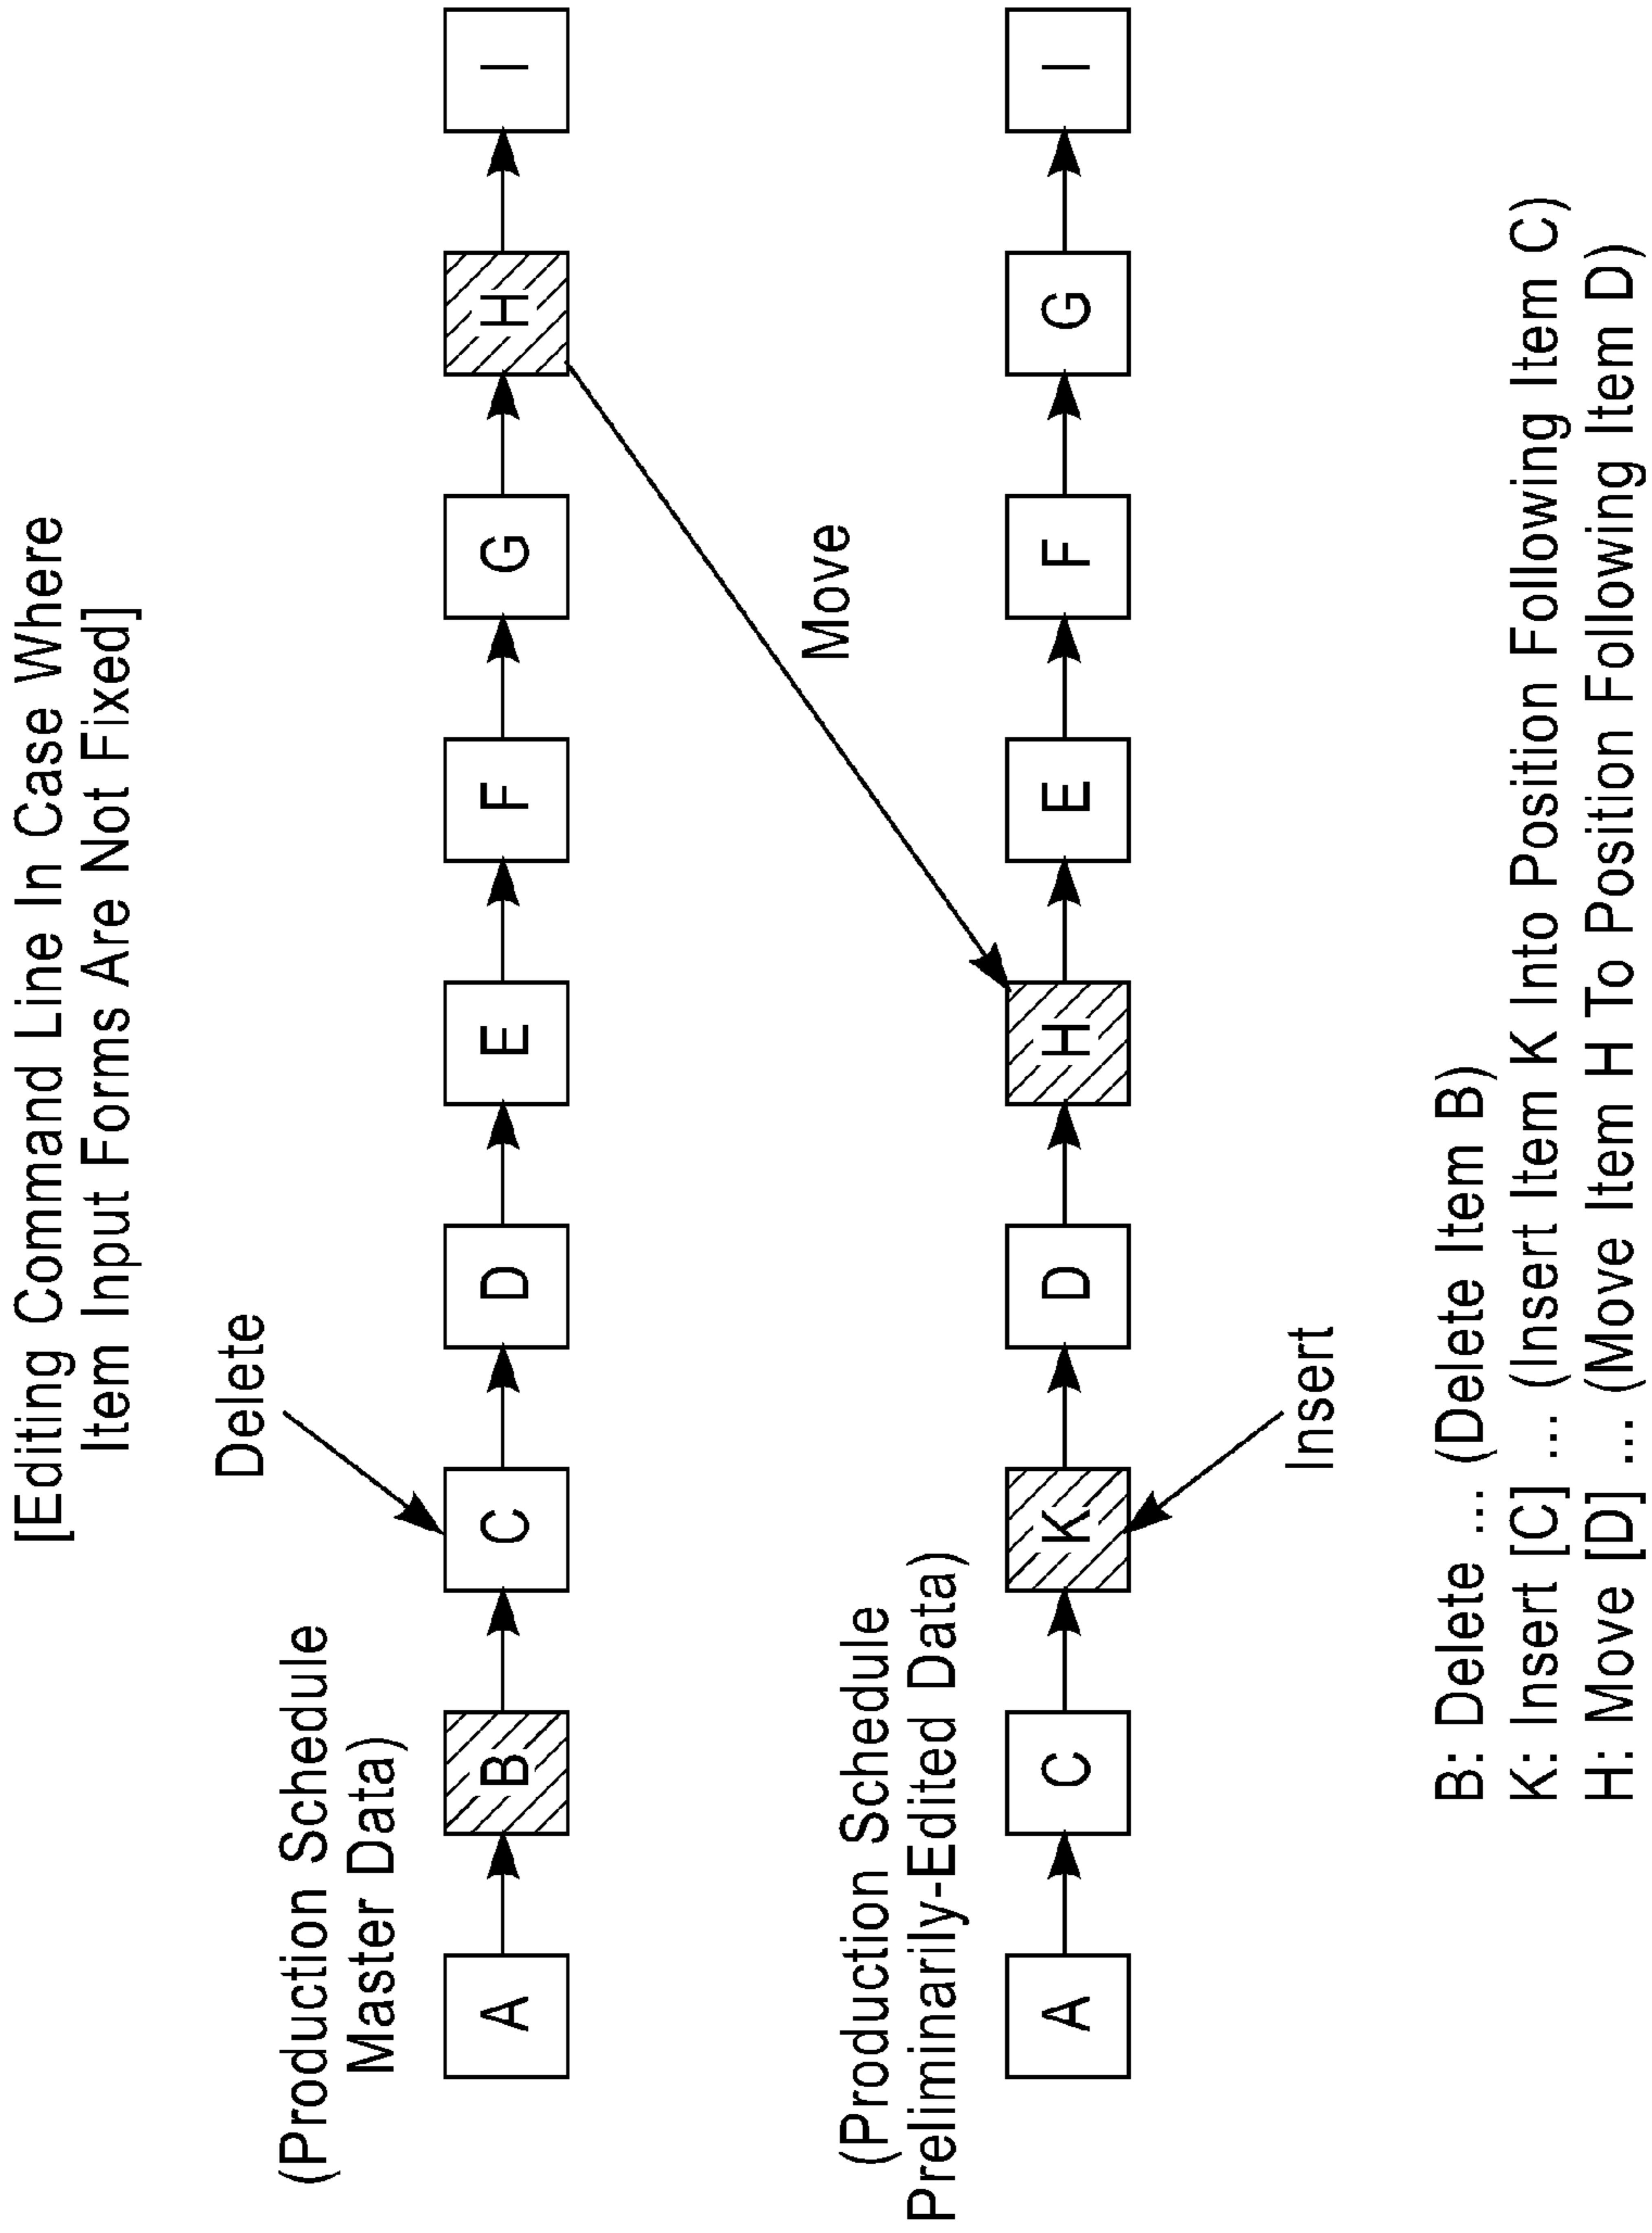 [Editing Command Line In Case Where
Item Input Forms Are Not Fixed]
Delete
(Production Schedule
Master Data)
A B C D E F G H I
Move
(Production Schedule
Preliminarily-Edited Data)
A C K D H E F G I
Insert
B: Delete ... (Delete Item B)
K: Insert [C] ... (Insert Item K Into Position Following Item C)
H: Move [D] ... (Move Item H To Position Following Item D)